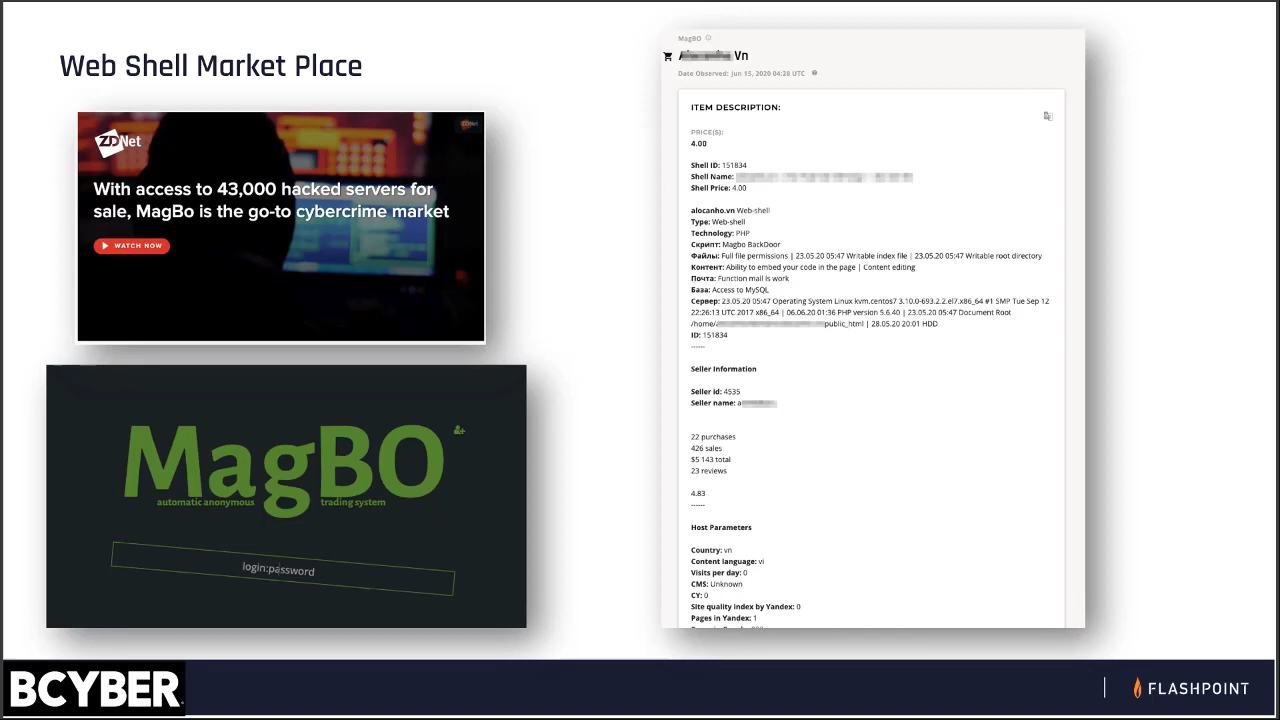 Web Shell Market Place
ZDNet
ZDNet
With access to 43,000 hacked servers for
sale, MagBo is the go-to cybercrime market
WATCH NOW
MagBO
automatic anonymous trading system
login:password
MagBO
Vn
Date Observed: Jun 15, 2020 04:28 UTC
ITEM DESCRIPTION:
PRICE(S):
4.00
Shell ID: 151834
Shell Name:
Shell Price: 4.00
alocanho.vn Web-shell
Type: Web-shell
Technology: PHP
Скрипт: Magbo BackDoor
Файлы: Full file permissions | 23.05.20 05:47 Writable index file | 23.05.20 05:47 Writable root directory
Контент: Ability to embed your code in the page | Content editing
Почта: Function mail is work
База: Access to MySQL
Сервер: 23.05.20 05:47 Operating System Linux kvm.centos7 3.10.0-693.2.2.el7.x86_64 #1 SMP Tue Sep 12
22:26:13 UTC 2017 x86_64 | 06.06.20 01:36 PHP version 5.6.40 | 23.05.20 05:47 Document Root
/home/ public_html | 28.05.20 20:01 HDD
ID: 151834
------
Seller Information
Seller id: 4535
Seller name: a
22 purchases
426 sales
$5 143 total
23 reviews
4.83
------
Host Parameters
Country: vn
Content language: vi
Visits per day: 0
CMS: Unknown
CY: 0
Site quality index by Yandex: 0
Pages in Yandex: 1
BCYBER
FLASHPOINT